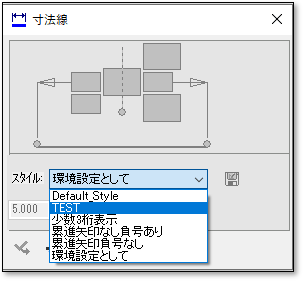 寸法線
スタイル:
環境設定として
Default_Style
TEST
少数3桁表示
累進矢印なし負号あり
累進矢印負号なし
環境設定として
5.000